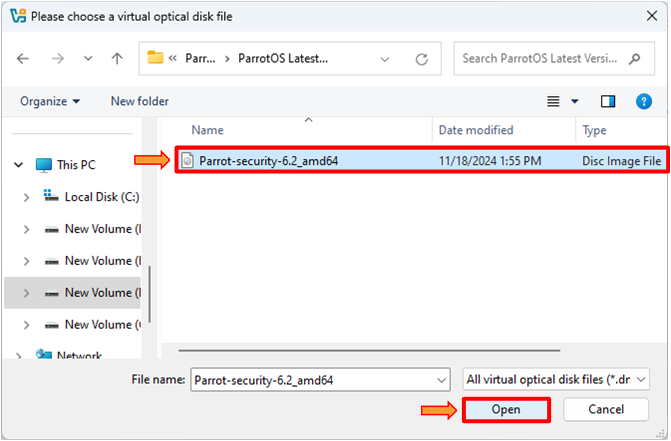 Please choose a virtual optical disk file
« Parr... > ParrotOS Latest...
Search ParrotOS Latest Versi...
Organize
New folder
?
Name
Date modified
Type
This PC
Parrot-security-6.2_amd64
11/18/2024 1:55 PM
Disc Image File
Local Disk (C:)
New Volume (
New Volume (
New Volume (
New Volume (
Network
File name:
Parrot-security-6.2_amd64
All virtual optical disk files (*.dr
Open
Cancel